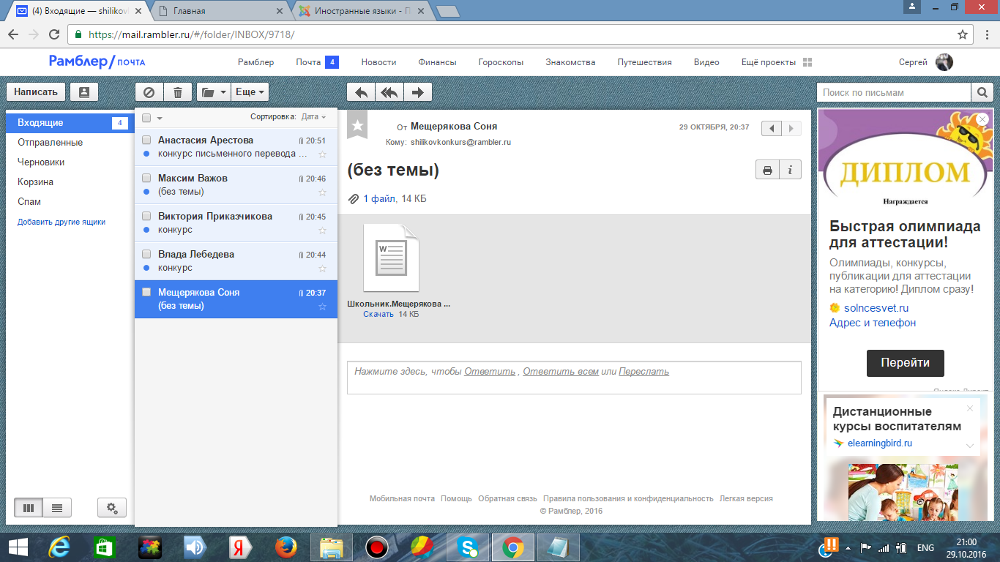 (4) Входящие — shilikov
Главная
Иностранные языки - П
https://mail.rambler.ru/#/folder/INBOX/9718/
Рамблер/почта
Рамблер
Почта 4
Новости
Финансы
Гороскопы
Знакомства
Путешествия
Видео
Ещё проекты
Сергей
Написать
Еще
Поиск по письмам
Входящие 4
Отправленные
Черновики
Корзина
Спам
Добавить другие ящики
Сортировка: Дата
Анастасия Арестова 20:51
конкурс письменного перевода ...
Максим Важов 20:46
(без темы)
Виктория Приказчикова 20:45
конкурс
Влада Лебедева 20:44
конкурс
Мещерякова Соня 20:37
(без темы)
От Мещерякова Соня
29 ОКТЯБРЯ, 20:37
Кому: shilikovkonkurs@rambler.ru
(без темы)
1 файл, 14 КБ
W
Школьник.Мещерякова ...
Скачать 14 КБ
Нажмите здесь, чтобы Ответить , Ответить всем или Переслать
Мобильная почта Помощь Обратная связь Правила пользования и конфиденциальность Легкая версия
© Рамблер, 2016
ДИПЛОМ
Награждается
Быстрая олимпиада
для аттестации!
Олимпиады, конкурсы,
публикации для аттестации
на категорию! Диплом сразу!
solncesvet.ru
Адрес и телефон
Перейти
Дистанционные
курсы воспитателям
elearningbird.ru
ENG
21:00
29.10.2016